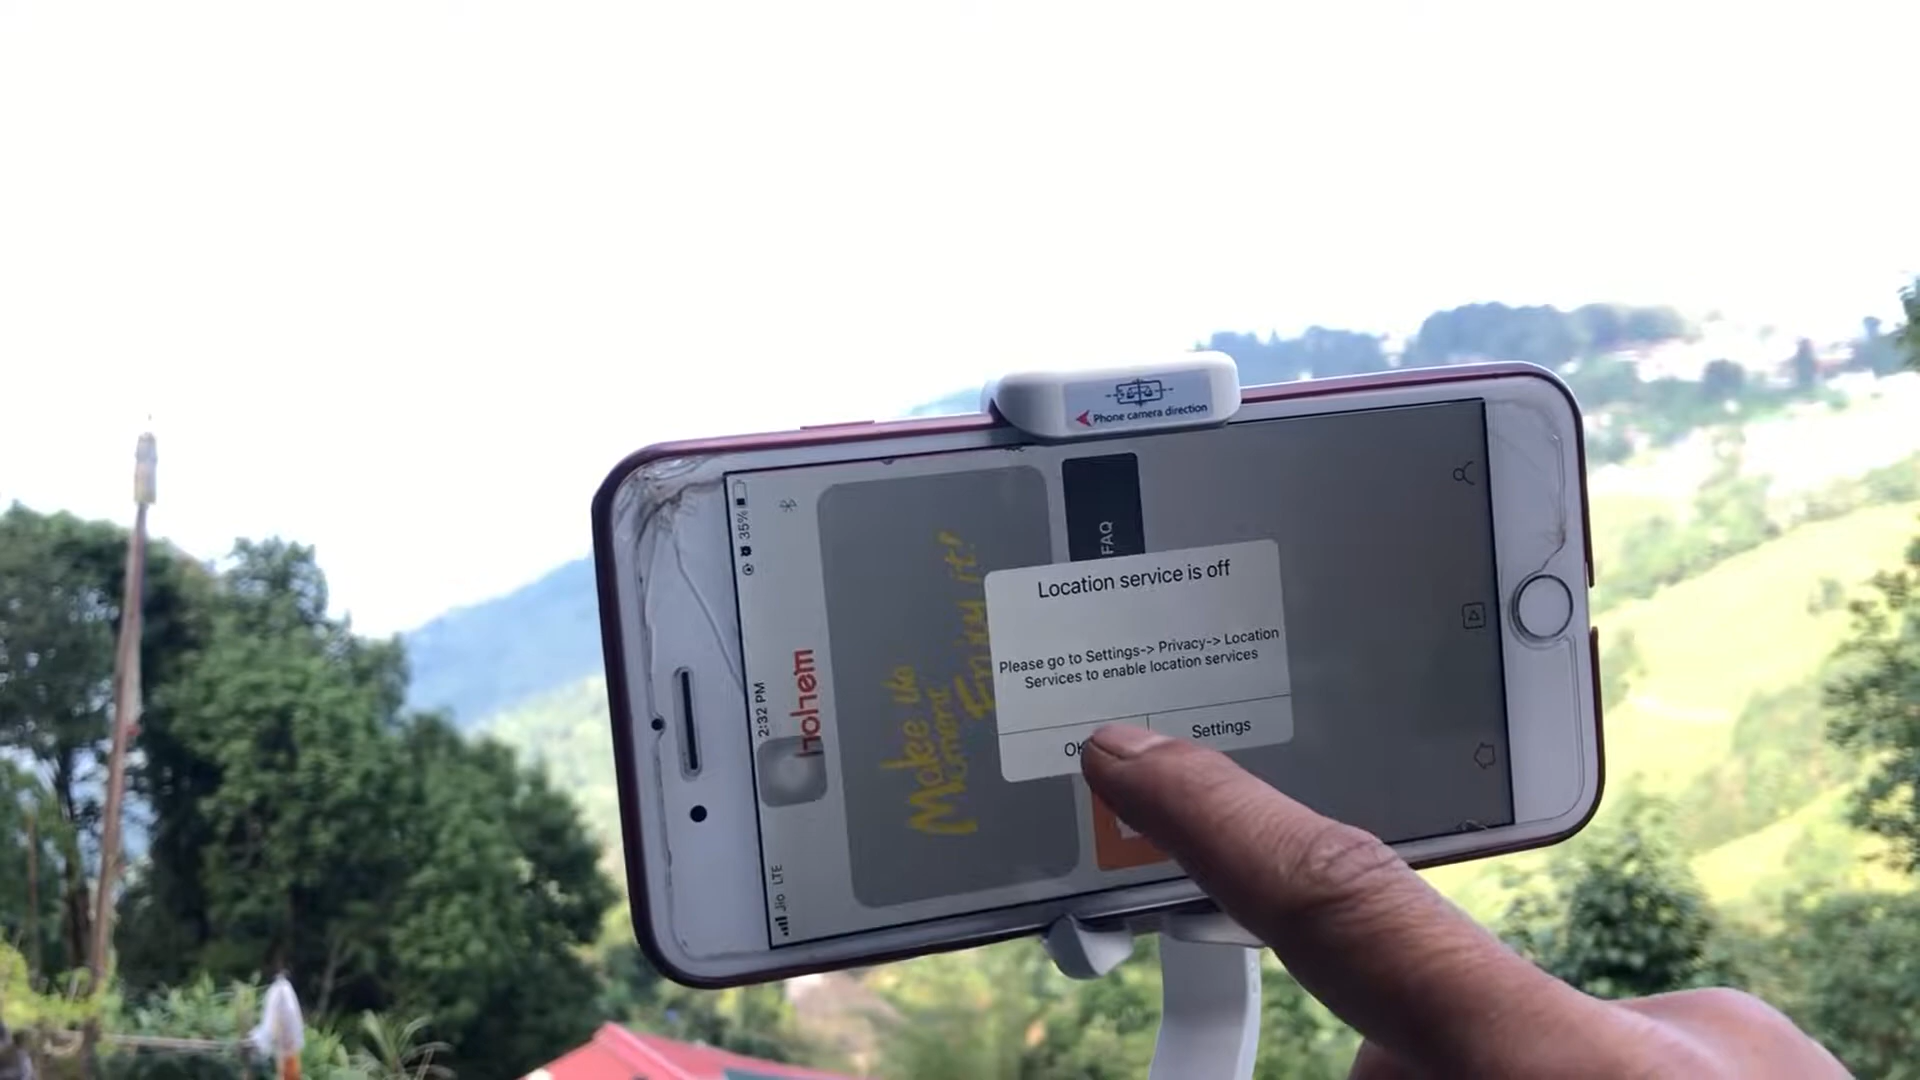 Phone camera direction
Jio LTE
2:32 PM
35%
hohem
Make the
Moment
Enjoy it!
FAQ
Location service is off
Please go to Settings-> Privacy-> Location
Services to enable location services
OK
Settings